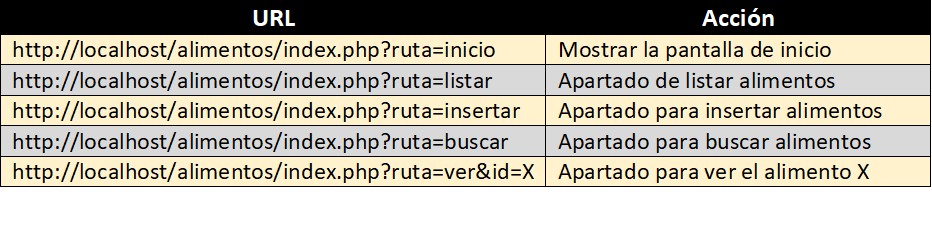 URL Acción
http://localhost/alimentos/index.php?ruta=inicio Mostrar la pantalla de inicio
http://localhost/alimentos/index.php?ruta=listar Apartado de listar alimentos
http://localhost/alimentos/index.php?ruta=insertar Apartado para insertar alimentos
http://localhost/alimentos/index.php?ruta=buscar Apartado para buscar alimentos
http://localhost/alimentos/index.php?ruta=ver&id=X Apartado para ver el alimento X